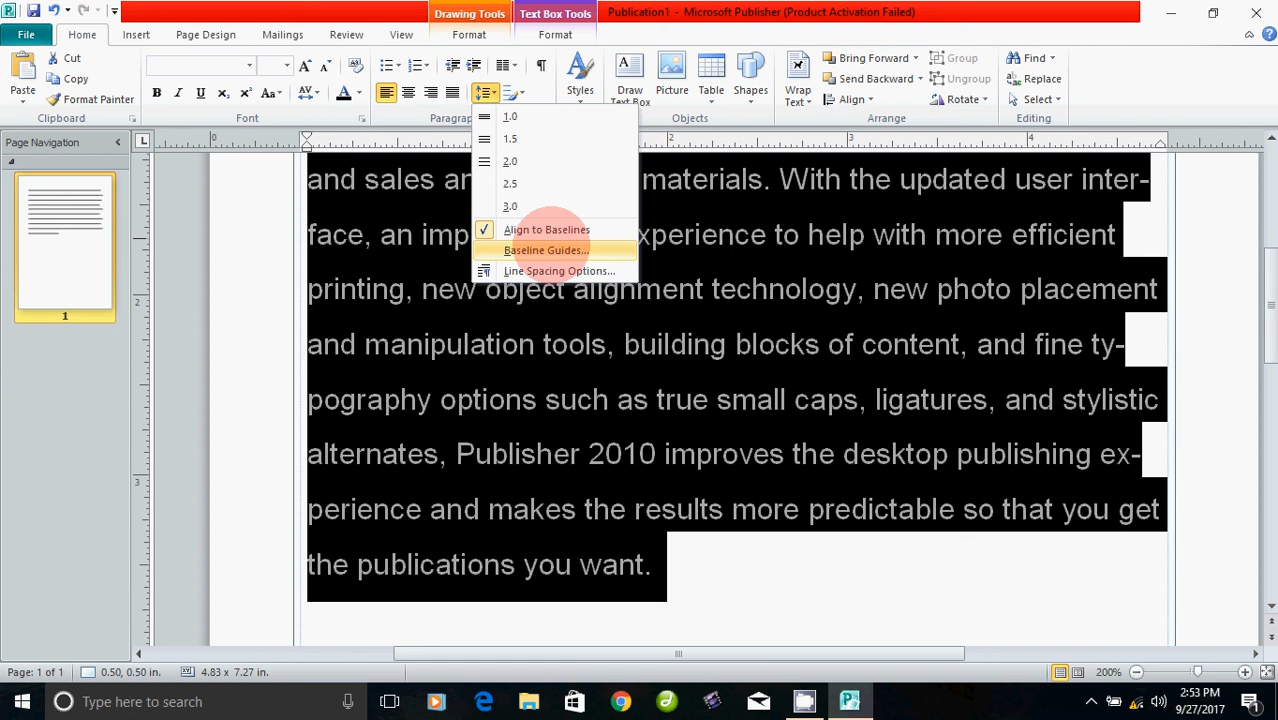 Drawing Tools
Text Box Tools
Publication1 - Microsoft Publisher (Product Activation Failed)
File
Home
Insert
Page Design
Mailings
Review
View
Format
Format
Paste
Cut
Copy
Format Painter
Clipboard
Font
Paragr
Styles
Draw
Text Box
Picture
Table
Shapes
Objects
Wrap
Text
Bring Forward
Send Backward
Align
Group
Ungroup
Rotate
Arrange
Find
Replace
Select
Editing
1.0
1.5
2.0
2.5
3.0
Align to Baselines
Baseline Guides...
Line Spacing Options...
Page Navigation
1
0 2 3 4
2
3
and sales an materials. With the updated user inter-
face, an imp xperience to help with more efficient
printing, new object alignment technology, new photo placement
and manipulation tools, building blocks of content, and fine ty-
pography options such as true small caps, ligatures, and stylistic
alternates, Publisher 2010 improves the desktop publishing ex-
perience and makes the results more predictable so that you get
the publications you want.
Page: 1 of 1
0.50, 0.50 in.
4.83 x 7.27 in.
200%
Type here to search
2:53 PM
9/27/2017